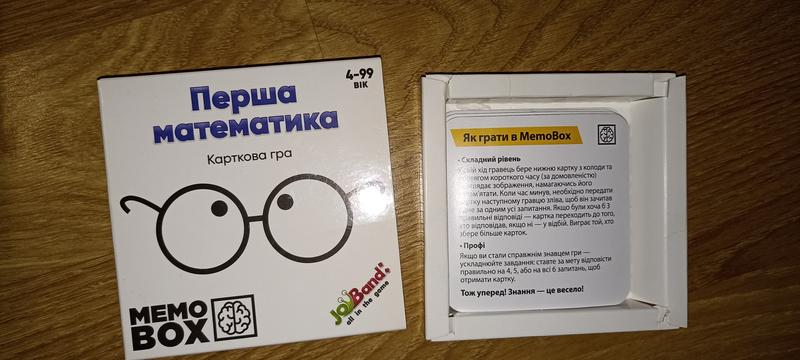 4-99
ВІК
Перша
математика
Карткова гра
MEMO
BOX
JoyBand
all in the game
Як грати в MemoBox
• Складний рівень
свій хід гравець бере нижню картку з колоди та
короткого часу (за домовленістю)
зображення, намагаючись його
Коли час минув, необхідно передати
наступному гравцю зліва, щоб він зачитав
за одним усі запитання. Якщо були хоча б 3
правильні відповіді — картка переходить до того,
хто відповідав, якщо ні — у відбій. Виграє той, хто
збере більше карток.
• Профі
Якщо ви стали справжнім знавцем гри —
ускладнюйте завдання: ставте за мету відповісти
правильно на 4, 5, або на всі 6 запитань, щоб
отримати картку.
Тож уперед! Знання — це весело!